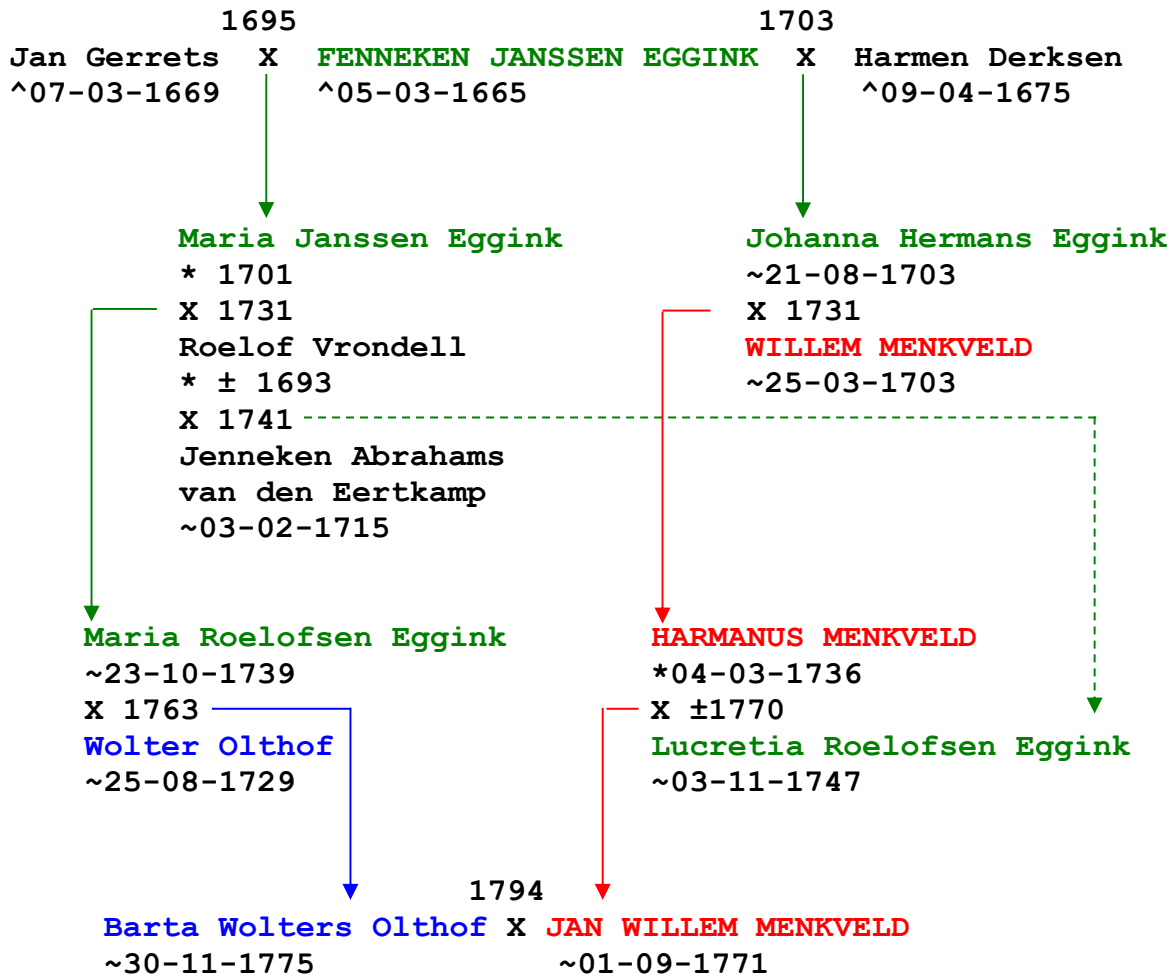 1695 1703
Jan Gerrets X FENNEKEN JANSSEN EGGINK X Harmen Derksen
^07-03-1669 ^05-03-1665 ^09-04-1675
Maria Janssen Eggink Johanna Hermans Eggink
* 1701 ~21-08-1703
X 1731 X 1731
Roelof Vrondell WILLEM MENKVELD
* ± 1693 ~25-03-1703
X 1741
Jenneken Abrahams
van den Eertkamp
~03-02-1715
Maria Roelofsen Eggink HARMANUS MENKVELD
~23-10-1739 *04-03-1736
X 1763 X ±1770
Wolter Olthof Lucretia Roelofsen Eggink
~25-08-1729 ~03-11-1747
1794
Barta Wolters Olthof X JAN WILLEM MENKVELD
~30-11-1775 ~01-09-1771